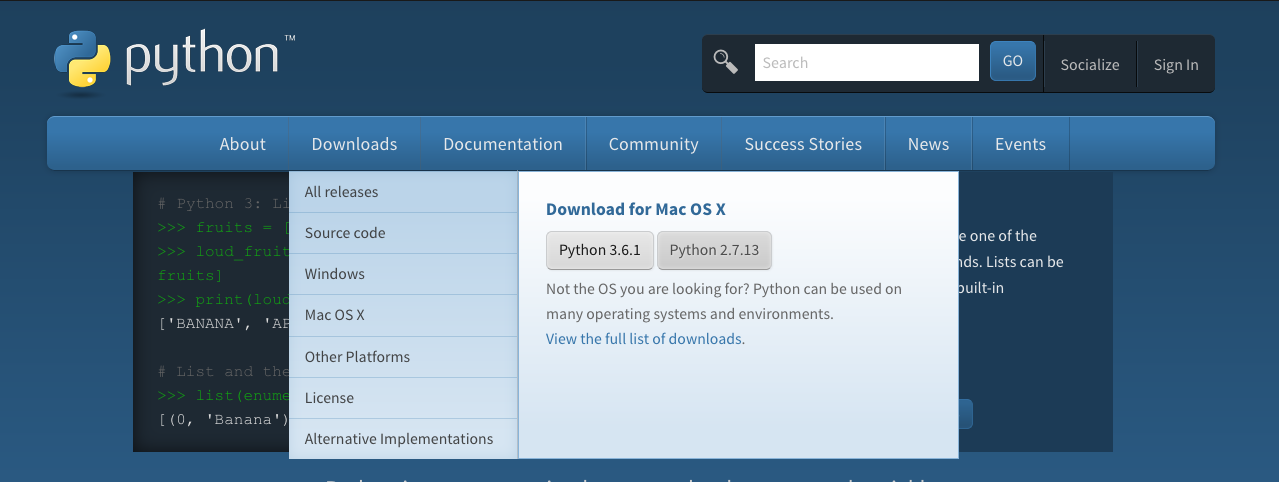 python™
Search
GO
Socialize
Sign In
About
Downloads
Documentation
Community
Success Stories
News
Events
All releases
Source code
Windows
Mac OS X
Other Platforms
License
Alternative Implementations
Download for Mac OS X
Python 3.6.1
Python 2.7.13
Not the OS you are looking for? Python can be used on
many operating systems and environments.
View the full list of downloads.
# Python 3: Li
>>> fruits = [
>>> loud_fruit
fruits]
>>> print(loud
['BANANA', 'AP
# List and the
>>> list(enume
[(0, 'Banana')
e one of the
nds. Lists can be
built-in